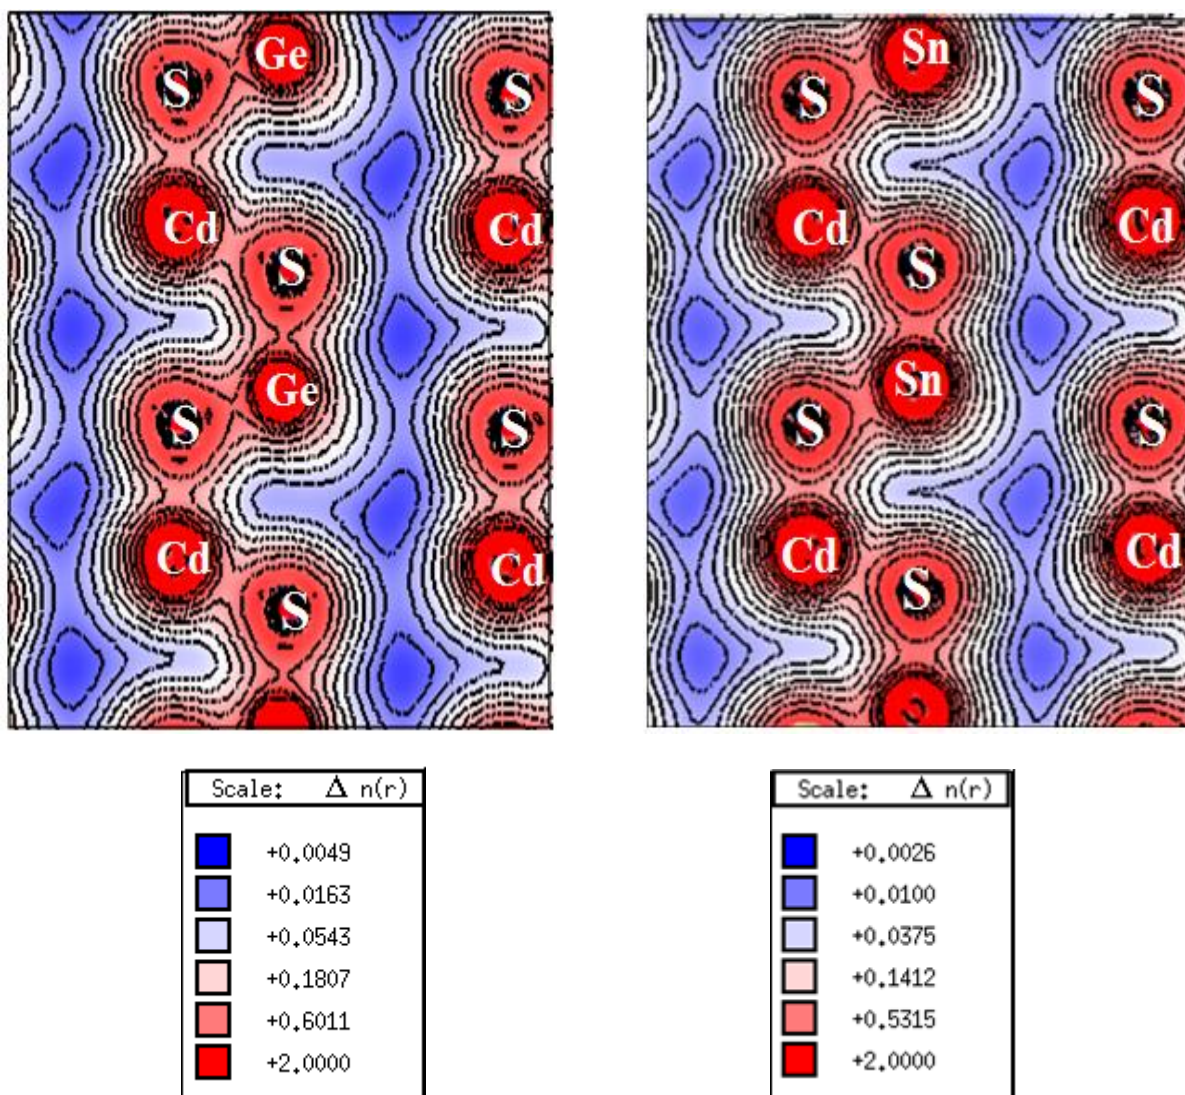 Ge
S
S
Cd
Cd
S
Ge
S
S
Cd
Cd
S
Sn
S
S
Cd
Cd
S
Sn
S
S
Cd
Cd
S
Scale: Δ n(r)
+0.0049
+0.0163
+0.0543
+0.1807
+0.6011
+2.0000
Scale: Δ n(r)
+0.0026
+0.0100
+0.0375
+0.1412
+0.5315
+2.0000